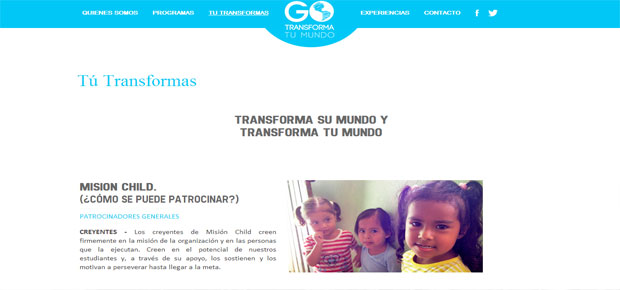 QUIENES SOMOS PROGRAMAS TU TRANSFORMAS GO EXPERIENCIAS CONTACTO
TRANSFORMA
TU MUNDO
Tú Transformas
TRANSFORMA SU MUNDO Y
TRANSFORMA TU MUNDO
MISION CHILD.
(¿CÓMO SE PUEDE PATROCINAR?)
PATROCINADORES GENERALES
CREYENTES - Los creyentes de Misión Child creen
firmemente en la misión de la organización y en las personas
que la ejecutan. Creen en el potencial de nuestros
estudiantes y, a través de su apoyo, los sostienen y los
motivan a perseverar hasta llegar a la meta.